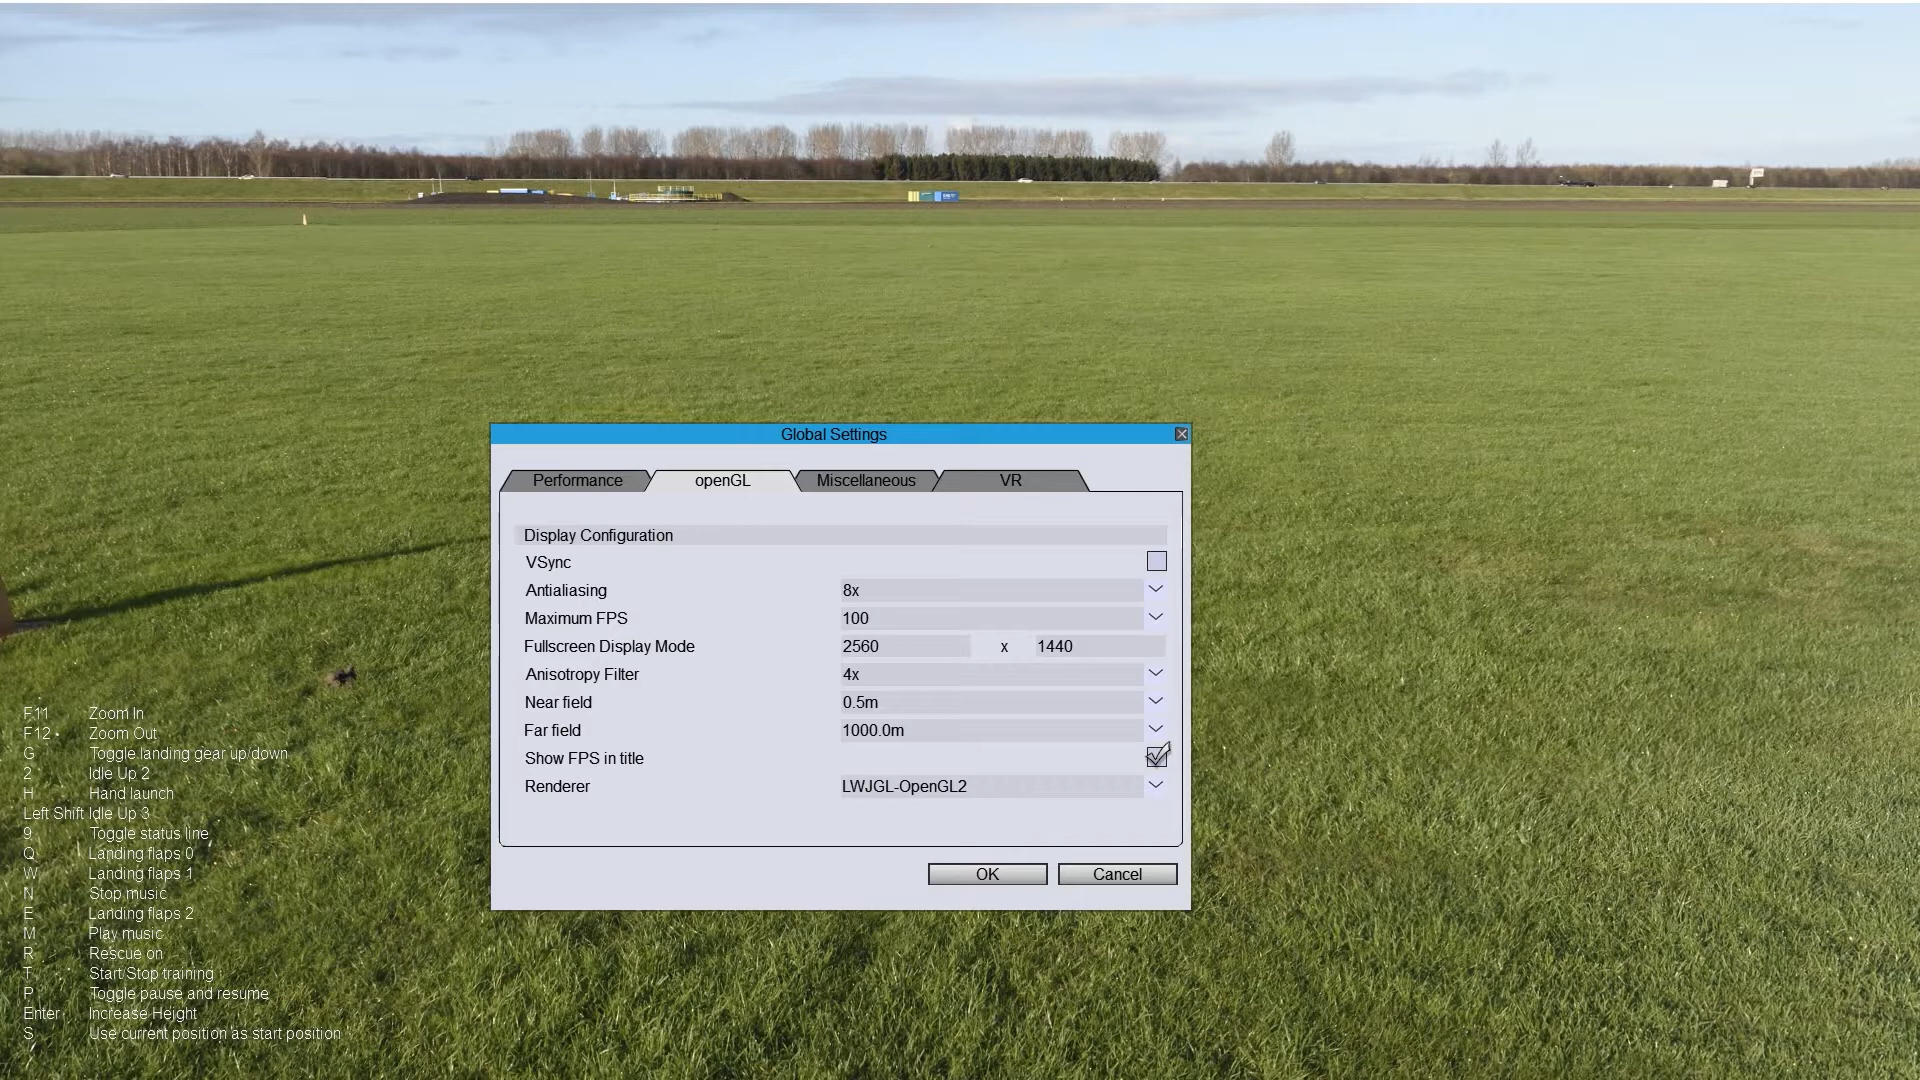 Global Settings
Performance openGL Miscellaneous VR
Display Configuration
VSync
Antialiasing 8x
Maximum FPS 100
Fullscreen Display Mode 2560 x 1440
Anisotropy Filter 4x
Near field 0.5m
Far field 1000.0m
Show FPS in title
Renderer LWJGL-OpenGL2
OK Cancel
F11 Zoom In
F12 Zoom Out
G Toggle landing gear up/down
2 Idle Up 2
H Hand launch
Left Shift Idle Up 3
9 Toggle status line
Q Landing flaps 0
W Landing flaps 1
N Stop music
E Landing flaps 2
M Play music
R Rescue on
T Start/Stop training
P Toggle pause and resume
Enter Increase Height
S Use current position as start position